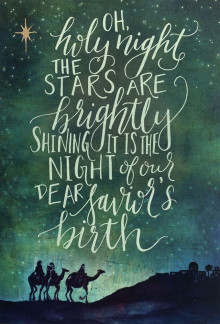 OH,
holy night
THE
STARS ARE
brightly
SHINING IT IS THE
NIGHT of our
DEAR Savior's
birth